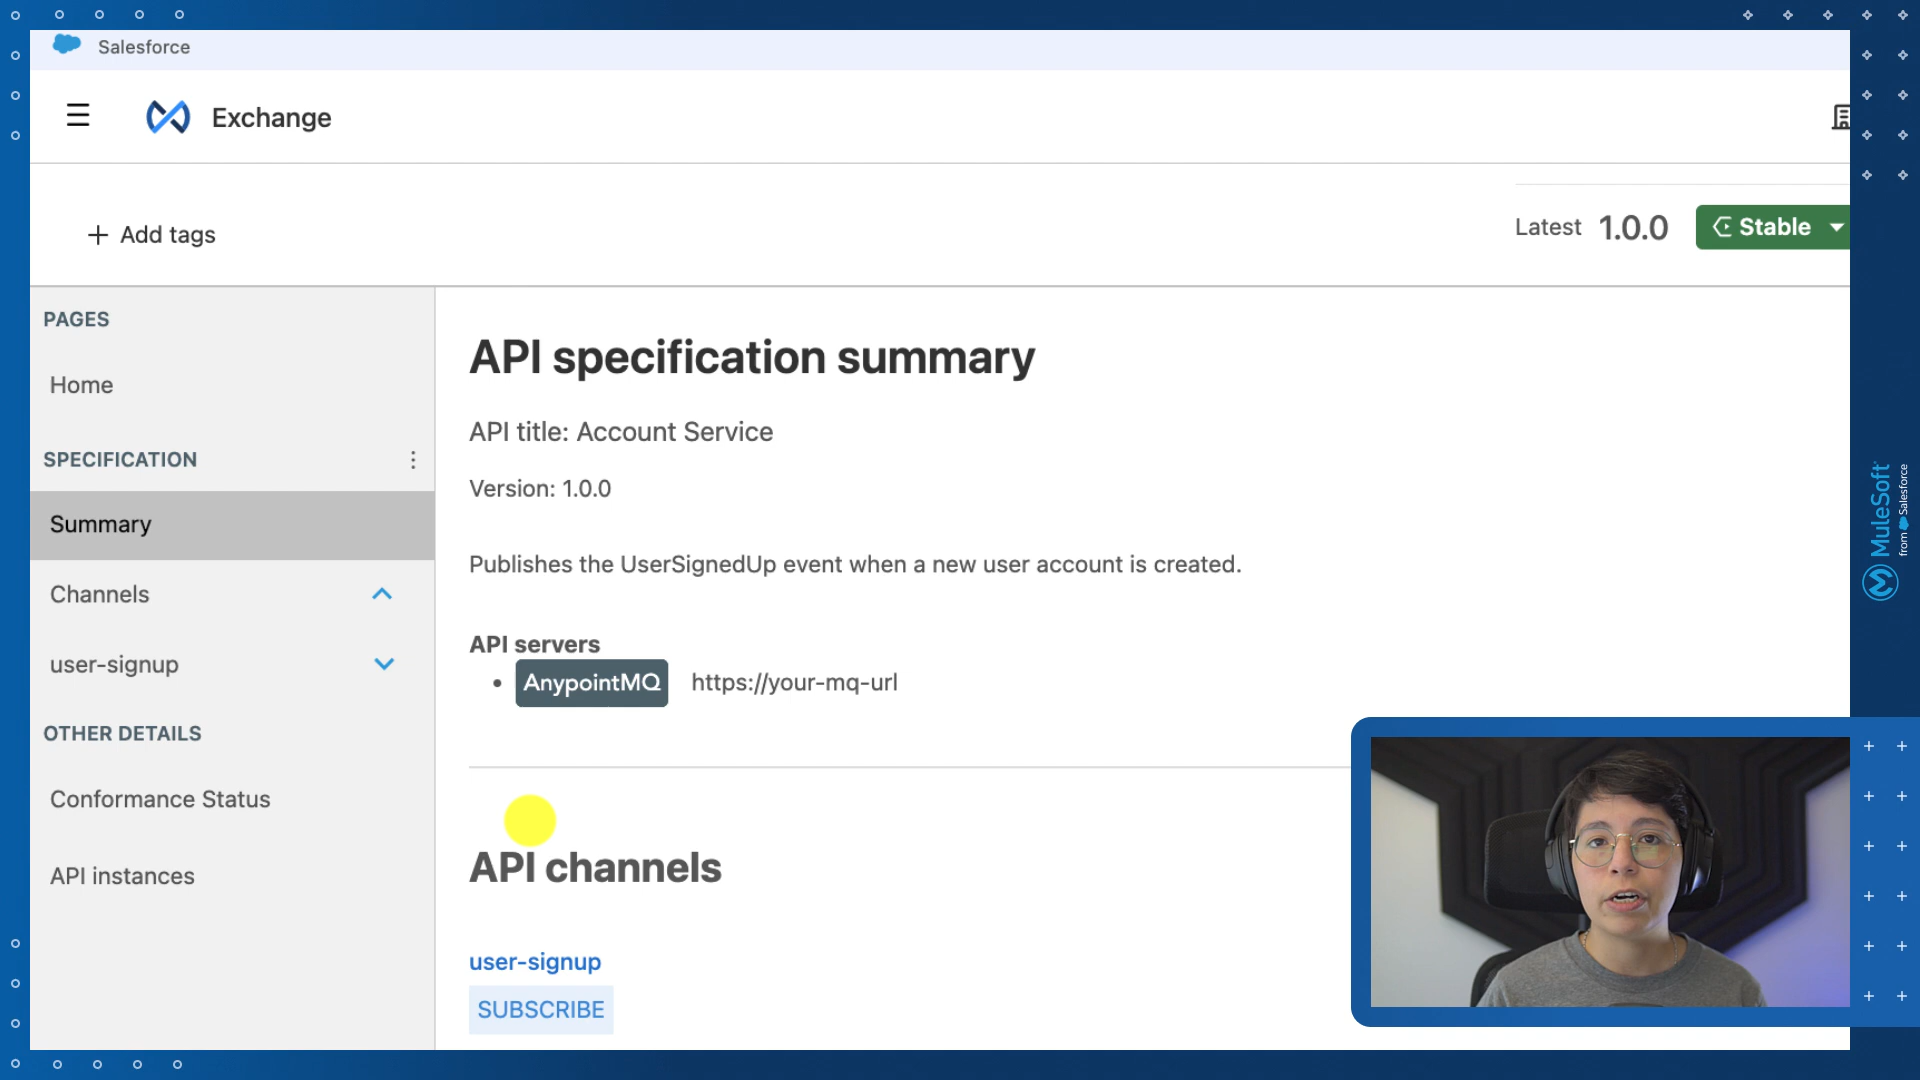 Salesforce
Exchange
Add tags
Latest 1.0.0 Stable
PAGES
Home
SPECIFICATION
Summary
Channels
user-signup
OTHER DETAILS
Conformance Status
API instances
API specification summary
API title: Account Service
Version: 1.0.0
Publishes the UserSignedUp event when a new user account is created.
API servers
AnypointMQ https://your-mq-url
API channels
user-signup
SUBSCRIBE
MuleSoft
from Salesforce